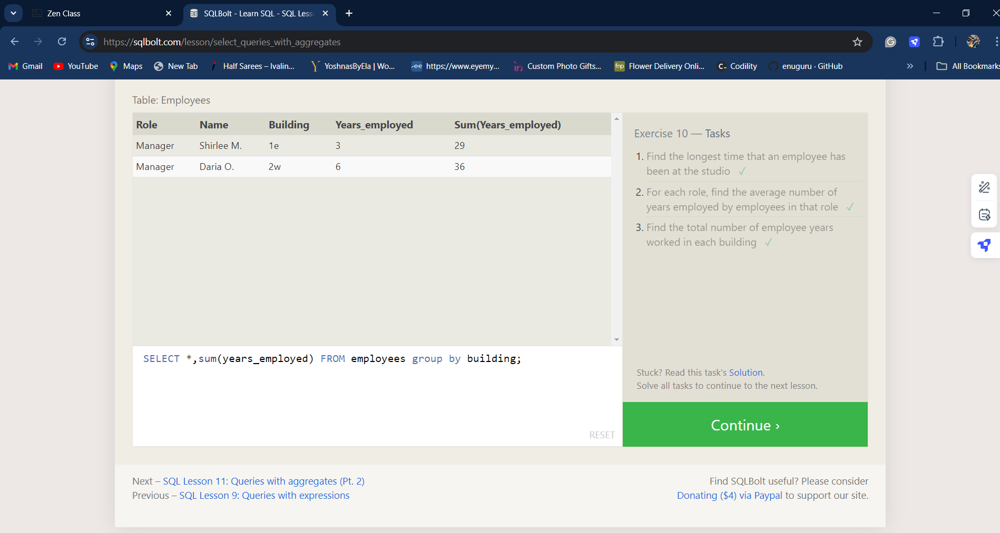 Zen Class
SQLBolt - Learn SQL - SQL Less
https://sqlbolt.com/lesson/select_queries_with_aggregates
Gmail
YouTube
Maps
New Tab
Half Sarees – Ivalin...
YoshnasByEla | Wo...
https://www.eyemy...
Custom Photo Gifts...
fnp
Flower Delivery Onli...
Codility
enuguru · GitHub
All Bookmarks
Table: Employees
Role Name Building Years_employed Sum(Years_employed)
Manager Shirlee M. 1e 3 29
Manager Daria O. 2w 6 36
SELECT *,sum(years_employed) FROM employees group by building;
RESET
Exercise 10 — Tasks
1. Find the longest time that an employee has
been at the studio ✓
2. For each role, find the average number of
years employed by employees in that role ✓
3. Find the total number of employee years
worked in each building ✓
Stuck? Read this task's Solution.
Solve all tasks to continue to the next lesson.
Continue ›
Next – SQL Lesson 11: Queries with aggregates (Pt. 2)
Previous – SQL Lesson 9: Queries with expressions
Find SQLBolt useful? Please consider
Donating ($4) via Paypal to support our site.